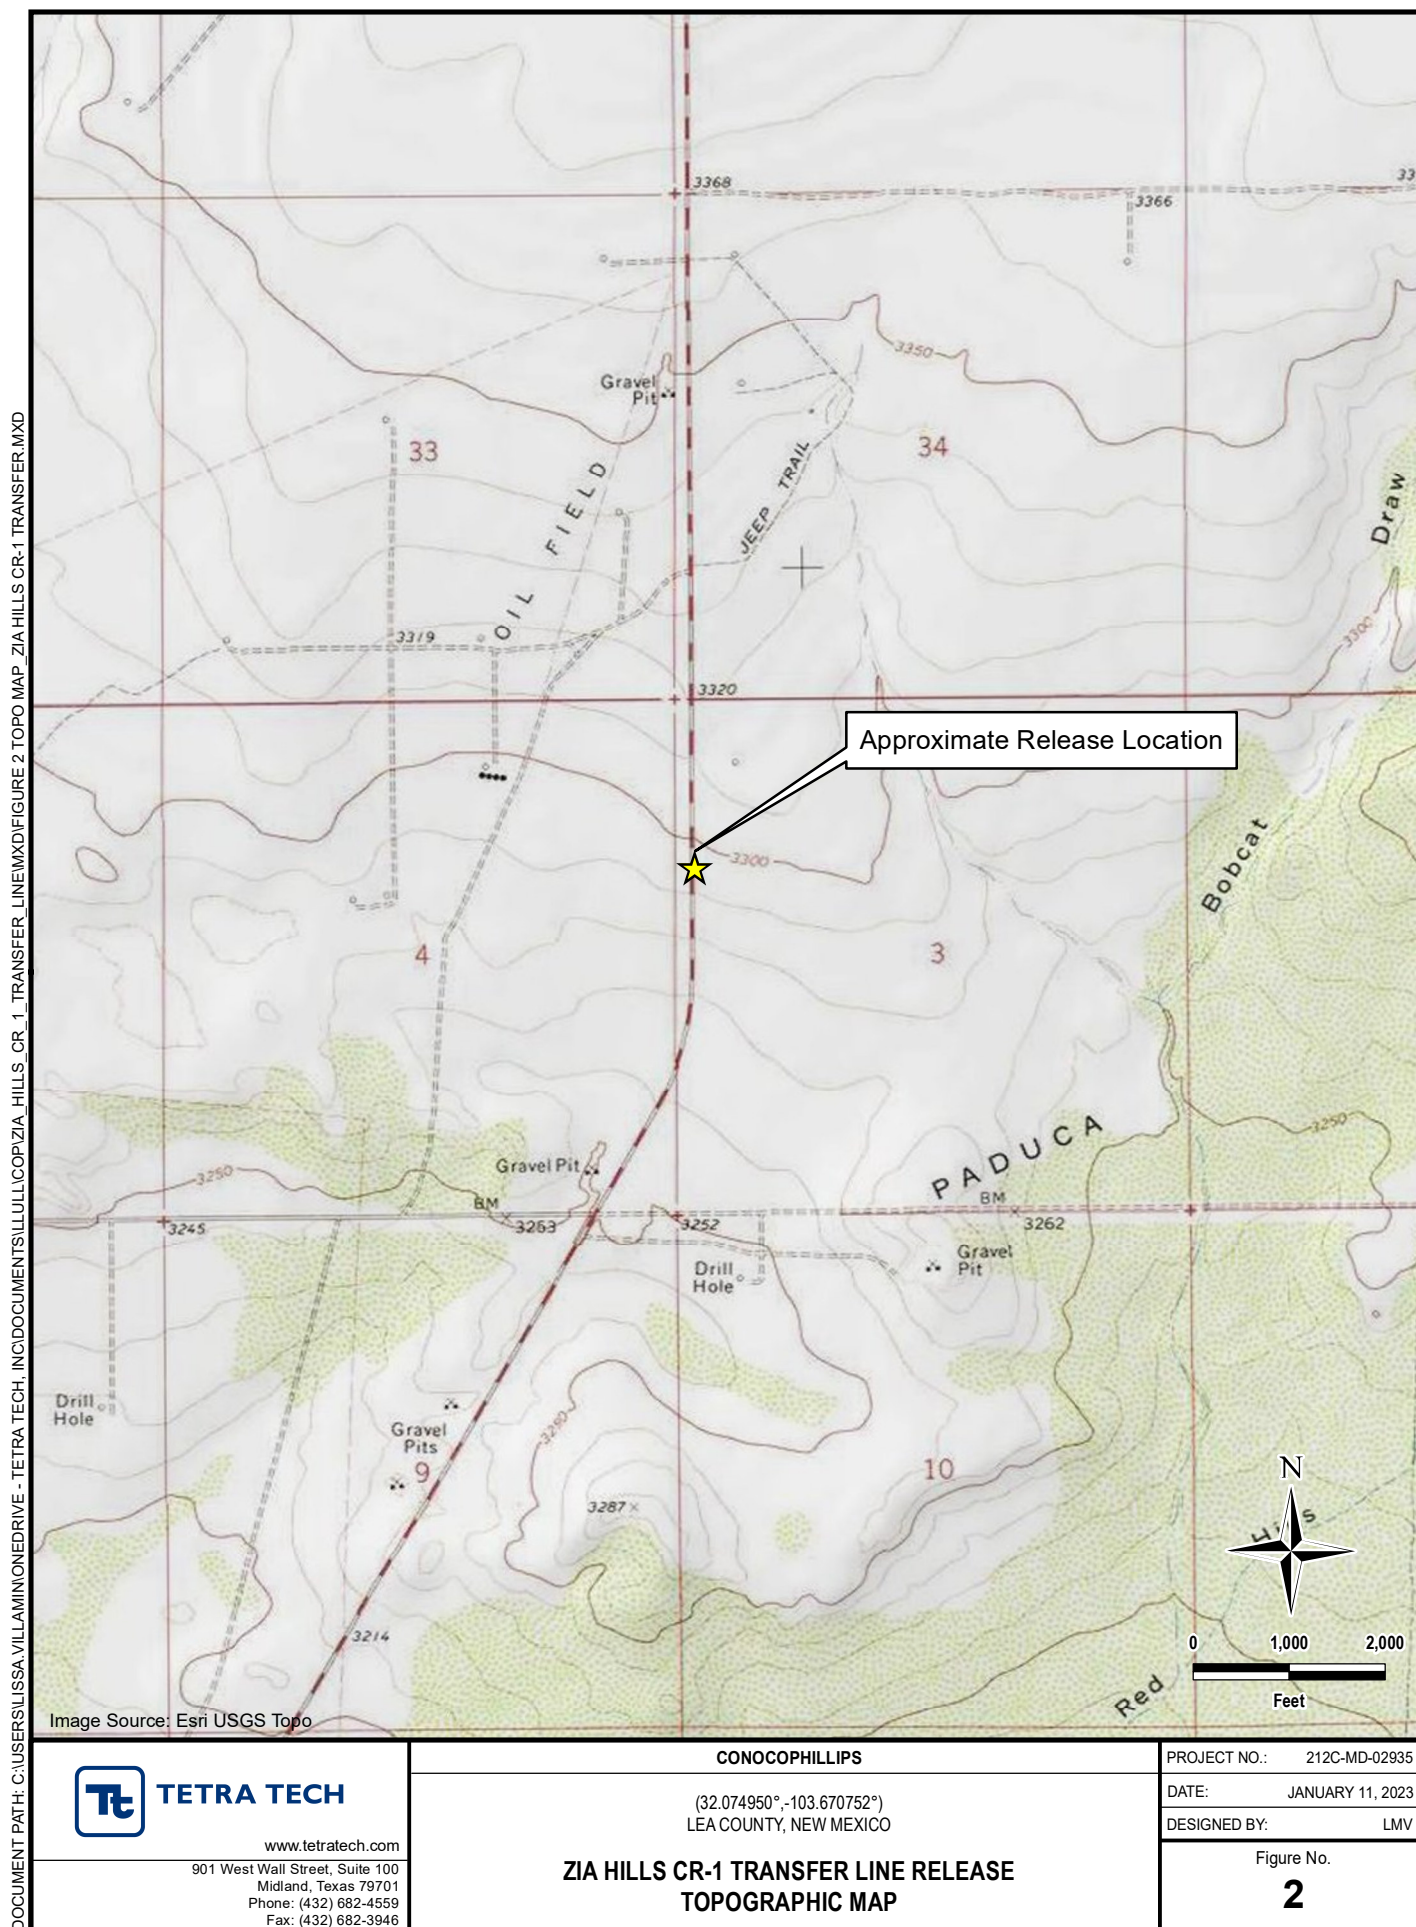 3368
33
3366
3350
Gravel
Pit
33
34
OIL FIELD
JEEP TRAIL
Draw
3319
3300
3320
Approximate Release Location
3300
Bobcat
4
3
PADUCA
3250
Gravel Pit
3250
BM
3253
3245
3252
BM
3262
Gravel
Pit
Drill
Hole
Drill
Hole
Gravel
Pits
9
3280
10
3287
N
Hills
3214
Red
0 1,000 2,000
Feet
Image Source: Esri USGS Topo
DOCUMENT PATH: C:\USERS\LISSA.VILLAMIN\ONEDRIVE - TETRA TECH, INC\DOCUMENTS\LULL\COP\ZIA_HILLS_CR_1_TRANSFER_LINE\MXD\FIGURE 2 TOPO MAP_ZIA HILLS CR-1 TRANSFER.MXD
Tt TETRA TECH
www.tetratech.com
901 West Wall Street, Suite 100
Midland, Texas 79701
Phone: (432) 682-4559
Fax: (432) 682-3946
CONOCOPHILLIPS
(32.074950°,-103.670752°)
LEA COUNTY, NEW MEXICO
ZIA HILLS CR-1 TRANSFER LINE RELEASE
TOPOGRAPHIC MAP
PROJECT NO.: 212C-MD-02935
DATE: JANUARY 11, 2023
DESIGNED BY: LMV
Figure No.
2